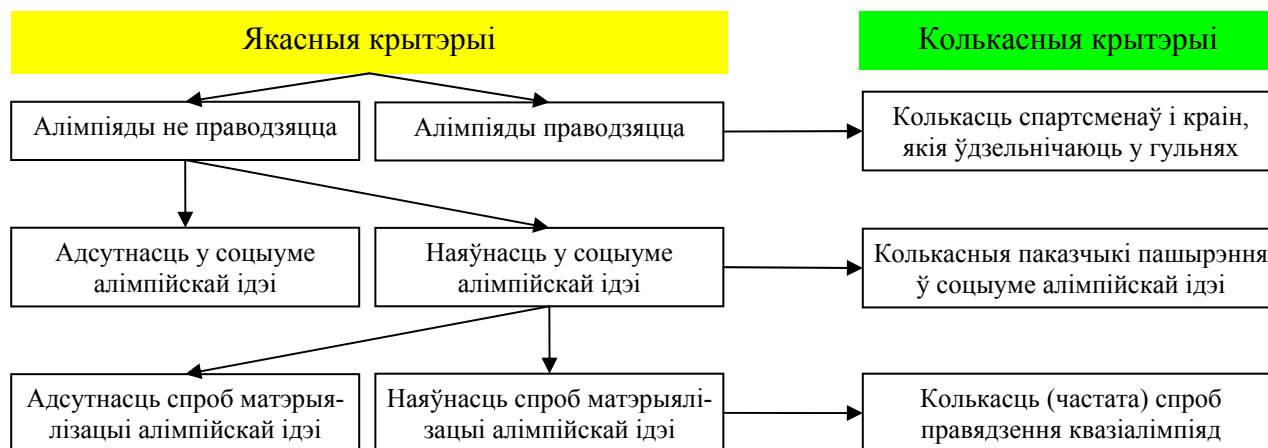 Якасныя крытэрыі
Колькасныя крытэрыі
Алімпіяды не праводзяцца
Алімпіяды праводзяцца
Колькасць спартсменаў і краін,
якія ўдзельнічаюць у гульнях
Адсутнасць у соцыуме
алімпійскай ідэі
Наяўнасць у соцыуме
алімпійскай ідэі
Колькасныя паказчыкі пашырэння
ў соцыуме алімпійскай ідэі
Адсутнасць спроб матэрыя-
лізацыі алімпійскай ідэі
Наяўнасць спроб матэрыялі-
зацыі алімпійскай ідэі
Колькасць (частата) спроб
правядзення квазіалімпіяд